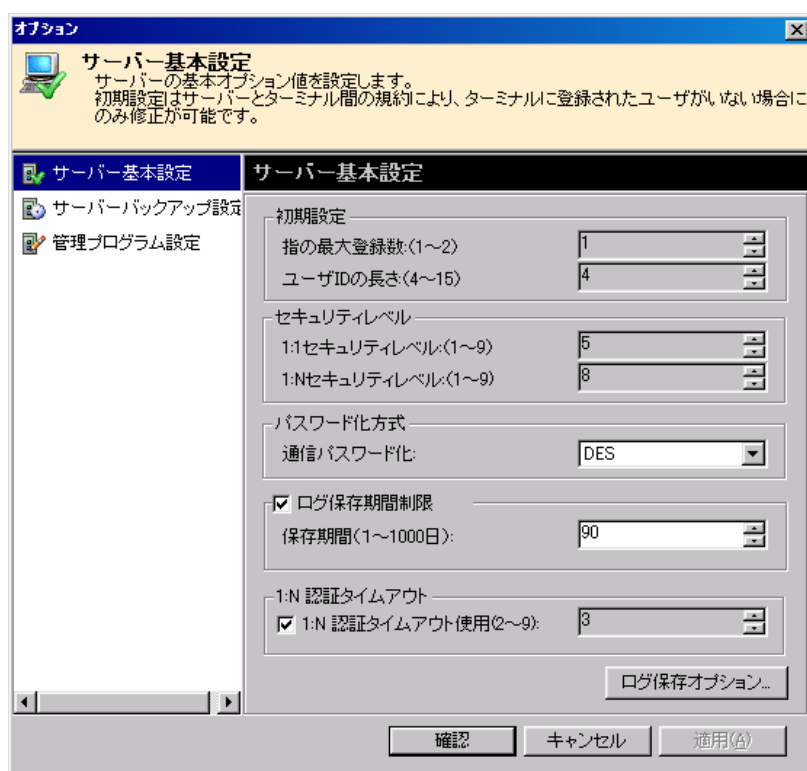 オプション
サーバー基本設定
サーバーの基本オプション値を設定します。
初期設定はサーバーとターミナル間の規約により、ターミナルに登録されたユーザがいない場合に
のみ修正が可能です。
サーバー基本設定
サーバーバックアップ設定
管理プログラム設定
サーバー基本設定
初期設定
指の最大登録数:(1～2) 1
ユーザIDの長さ:(4～15) 4
セキュリティレベル
1:1セキュリティレベル:(1～9) 5
1:Nセキュリティレベル:(1～9) 8
パスワード化方式
通信パスワード化: DES
ログ保存期間制限
保存期間(1～1000日): 90
1:N 認証タイムアウト
1:N 認証タイムアウト使用(2～9): 3
ログ保存オプション...
確認 キャンセル 適用(A)